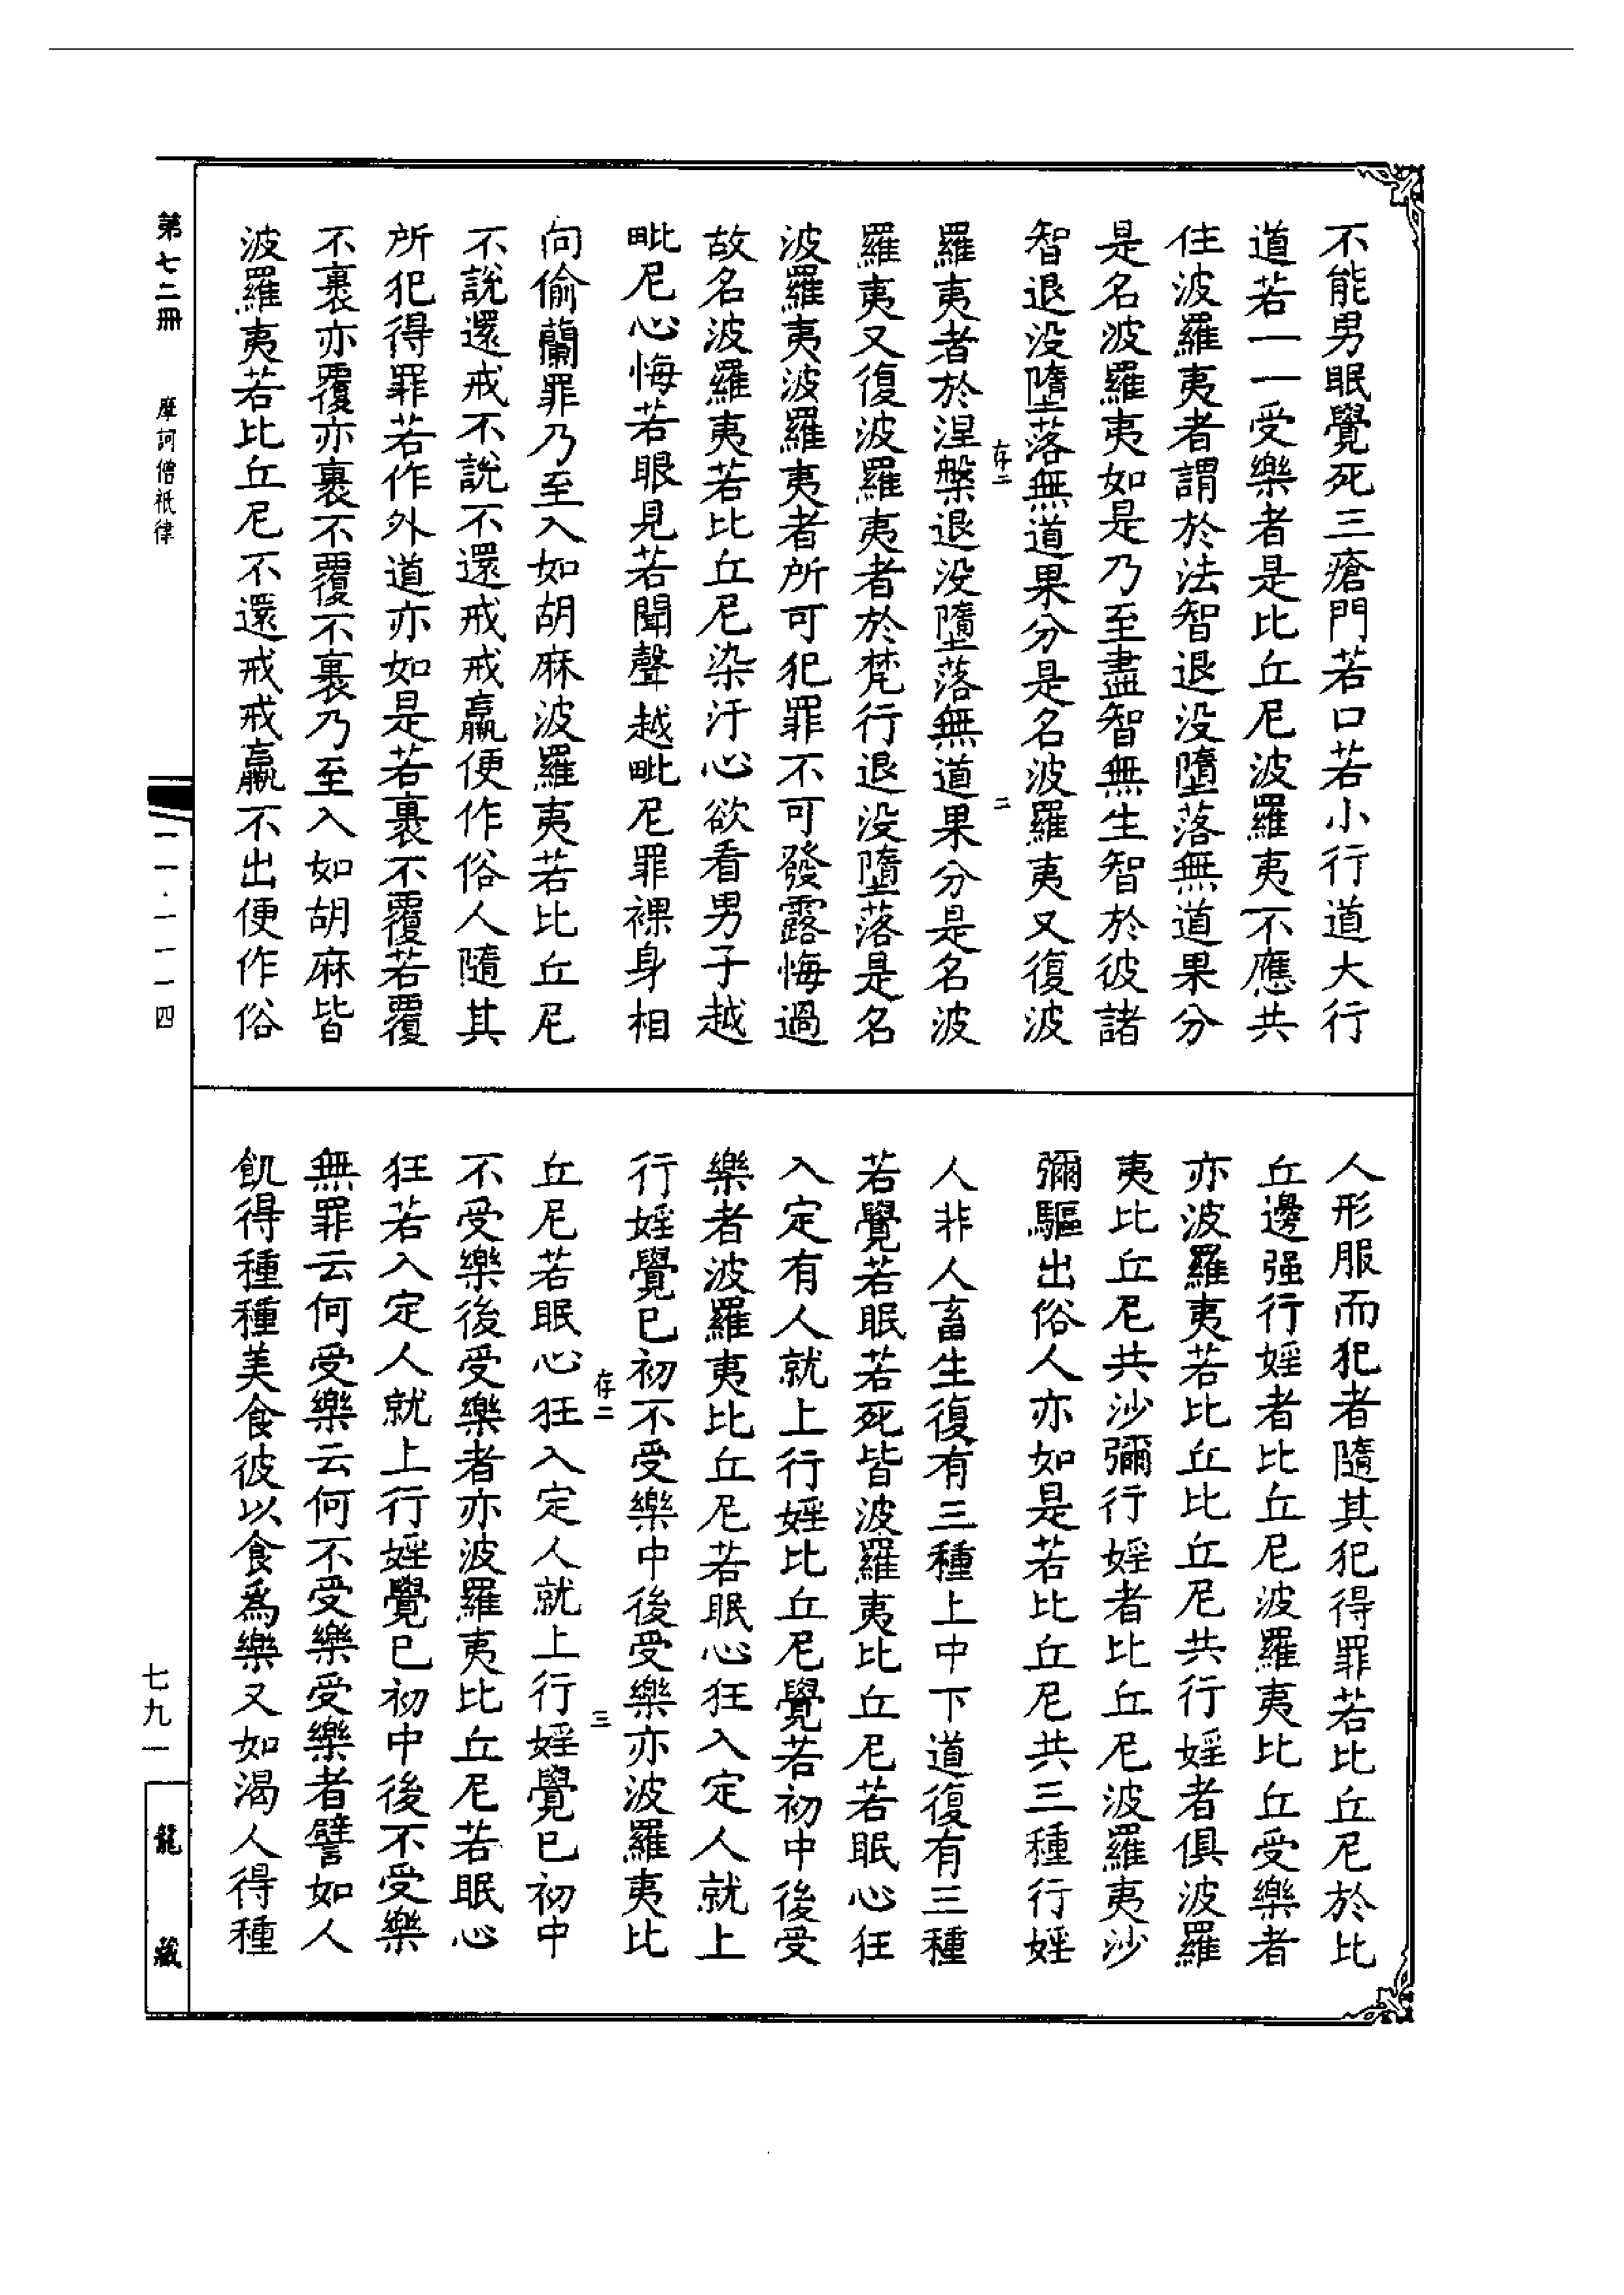 不能男眠覺死三瘡門若口若小行道大行
道若一一受樂者是比丘尼波羅夷不應共
住波羅夷者謂於法智退没墮落無道果分
是名波羅夷如是乃至盡智無生智於彼諸
智退没墮落無道果分是名波羅夷又復波
存二
二
羅夷者於涅槃退没墮落無道果分是名波
羅夷又復波羅夷者於梵行退没墮落是名
波羅夷波羅夷者所可犯罪不可發露悔過
故名波羅夷若比丘尼染汙心欲看男子越
毗尼心悔若眼見若聞聲越毗尼罪裸身相
向偷蘭罪乃至入如胡麻波羅夷若比丘尼
不說還戒不說不還戒戒羸便作俗人隨其
所犯得罪若作外道亦如是若裹不覆若覆
不裹亦覆亦裹不覆不裹乃至入如胡麻皆
波羅夷若比丘尼不還戒戒羸不出便作俗
人形服而犯者隨其犯得罪若比丘尼於比
丘邊强行婬者比丘尼波羅夷比丘受樂者
亦波羅夷若比丘比丘尼共行婬者俱波羅
夷比丘尼共沙彌行婬者比丘尼波羅夷沙
彌驅出俗人亦如是若比丘尼共三種行婬
人非人畜生復有三種上中下道復有三種
若覺若眠若死皆波羅夷比丘尼若眠心狂
入定有人就上行婬比丘尼覺若初中後受
樂者波羅夷比丘尼若眠心狂入定人就上
行婬覺已初不受樂中後受樂亦波羅夷比
存二
三
丘尼若眠心狂入定人就上行婬覺已初中
不受樂後受樂者亦波羅夷比丘尼若眠心
狂若入定人就上行婬覺已初中後不受樂
無罪云何受樂云何不受樂受樂者譬如人
飢得種種美食彼以食爲樂又如渴人得種
第七二冊
摩訶僧祇律
一一·一一一四
七九一
龍藏